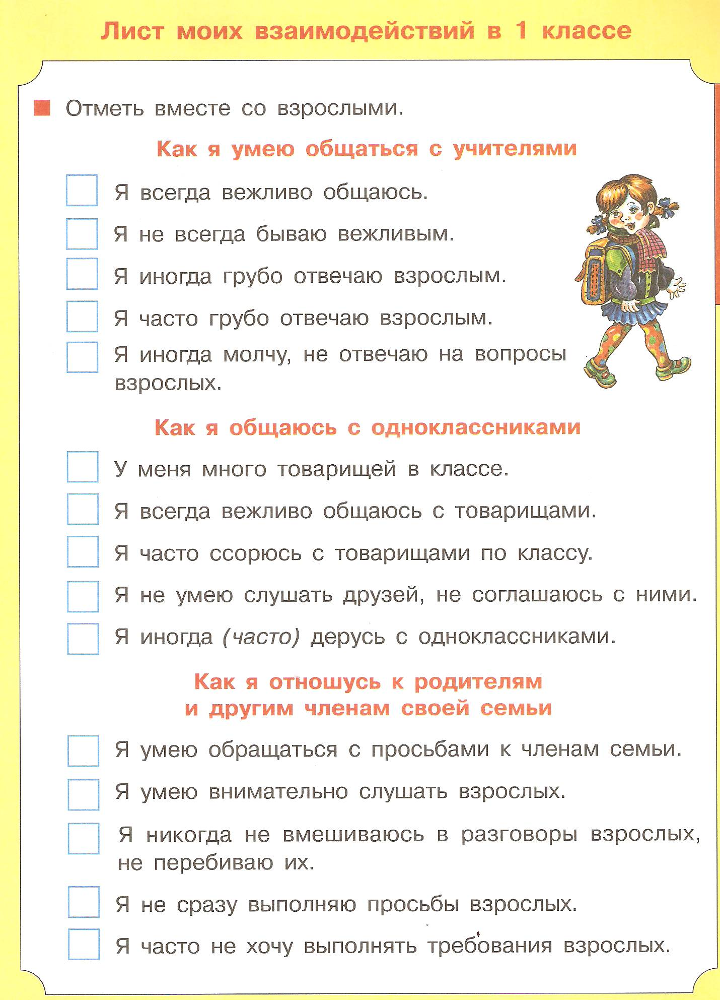 Лист моих взаимодействий в 1 классе
Отметь вместе со взрослыми.
Как я умею общаться с учителями
Я всегда вежливо общаюсь.
Я не всегда бываю вежливым.
Я иногда грубо отвечаю взрослым.
Я часто грубо отвечаю взрослым.
Я иногда молчу, не отвечаю на вопросы
взрослых.
Как я общаюсь с одноклассниками
У меня много товарищей в классе.
Я всегда вежливо общаюсь с товарищами.
Я часто ссорюсь с товарищами по классу.
Я не умею слушать друзей, не соглашаюсь с ними.
Я иногда (часто) дерусь с одноклассниками.
Как я отношусь к родителям
и другим членам своей семьи
Я умею обращаться с просьбами к членам семьи.
Я умею внимательно слушать взрослых.
Я никогда не вмешиваюсь в разговоры взрослых,
не перебиваю их.
Я не сразу выполняю просьбы взрослых.
Я часто не хочу выполнять требования взрослых.